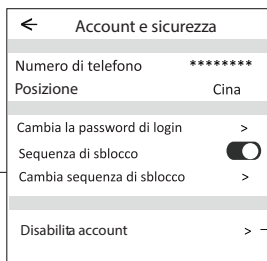 ← Account e sicurezza
Numero di telefono ********
Posizione Cina
Cambia la password di login >
Sequenza di sblocco
Cambia sequenza di sblocco >
Disabilita account >